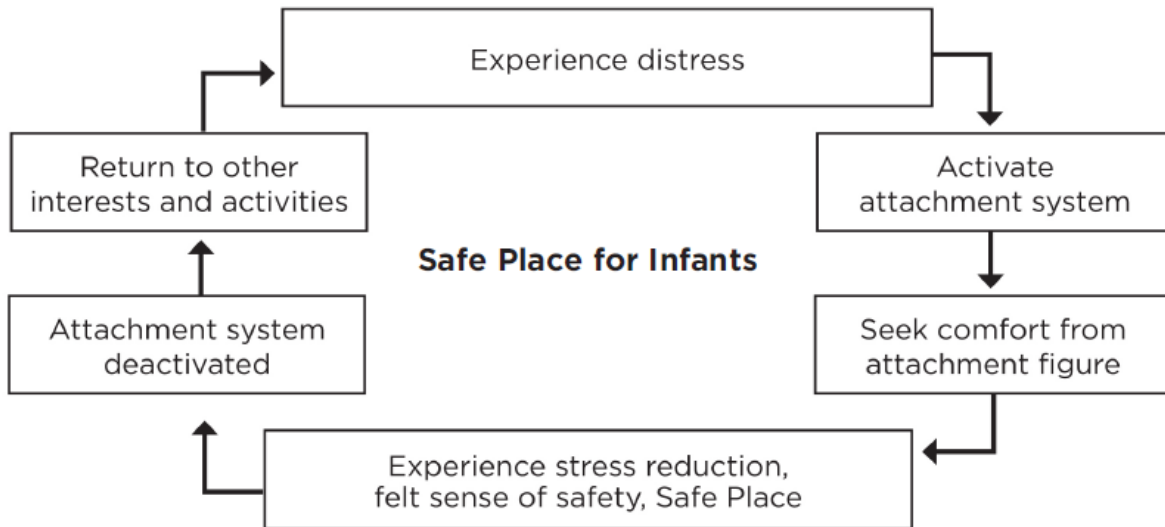 Experience distress
Return to other
interests and activities
Activate
attachment system
Safe Place for Infants
Attachment system
deactivated
Seek comfort from
attachment figure
Experience stress reduction,
felt sense of safety, Safe Place